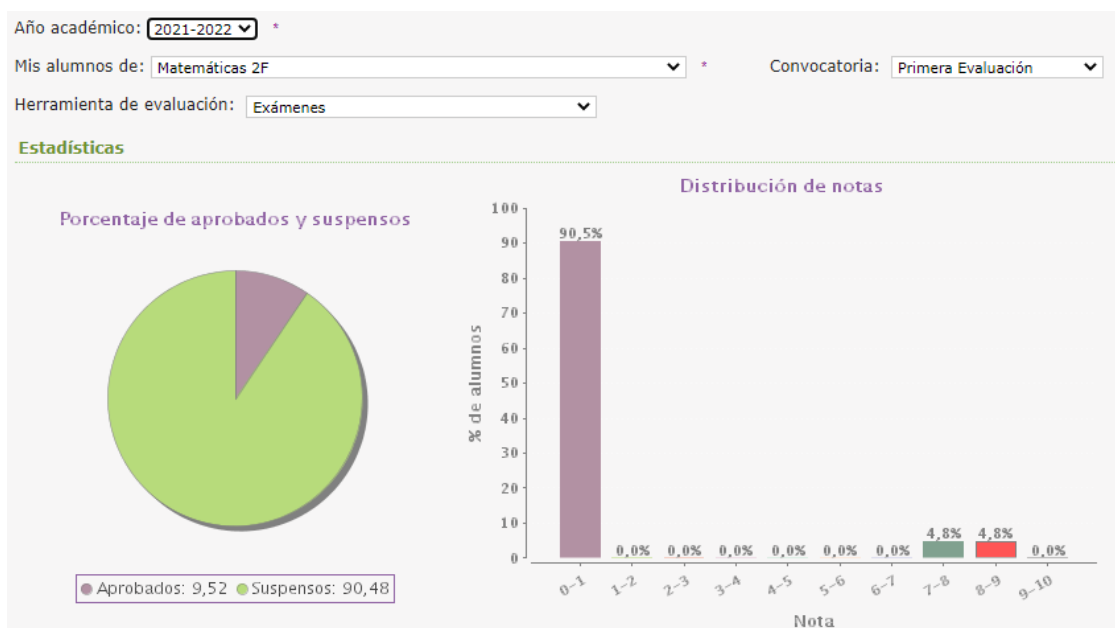 Año académico: 2021-2022 *
Mis alumnos de: Matemáticas 2F * Convocatoria: Primera Evaluación
Herramienta de evaluación: Exámenes
Estadísticas
Porcentaje de aprobados y suspensos
Aprobados: 9,52 Suspensos: 90,48
Distribución de notas
% de alumnos
100
90
80
70
60
50
40
30
20
10
0
90,5% 0,0% 0,0% 0,0% 0,0% 0,0% 0,0% 4,8% 4,8% 0,0%
0-1 1-2 2-3 3-4 4-5 5-6 6-7 7-8 8-9 9-10
Nota